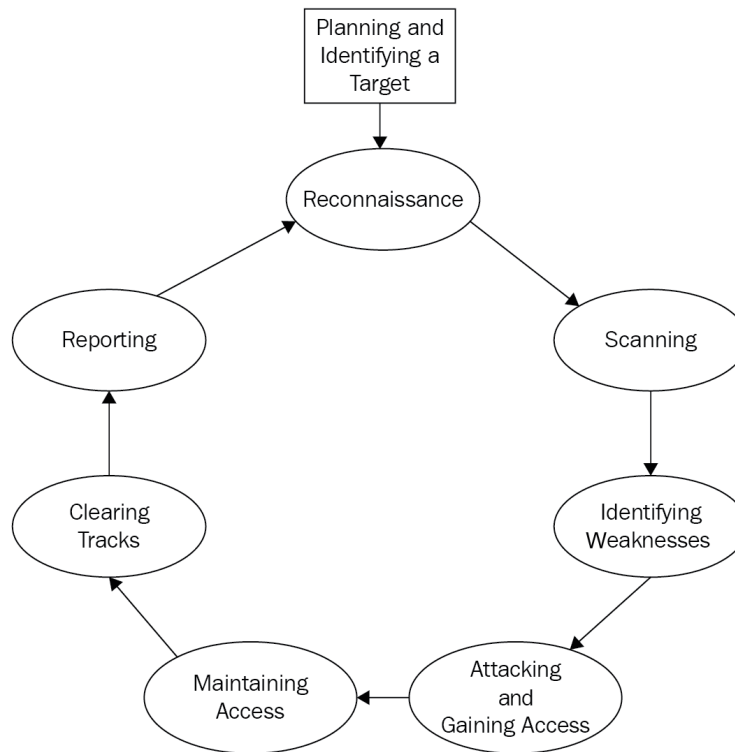 Planning and
Identifying a
Target
Reconnaissance
Scanning
Identifying
Weaknesses
Attacking
and
Gaining Access
Maintaining
Access
Clearing
Tracks
Reporting